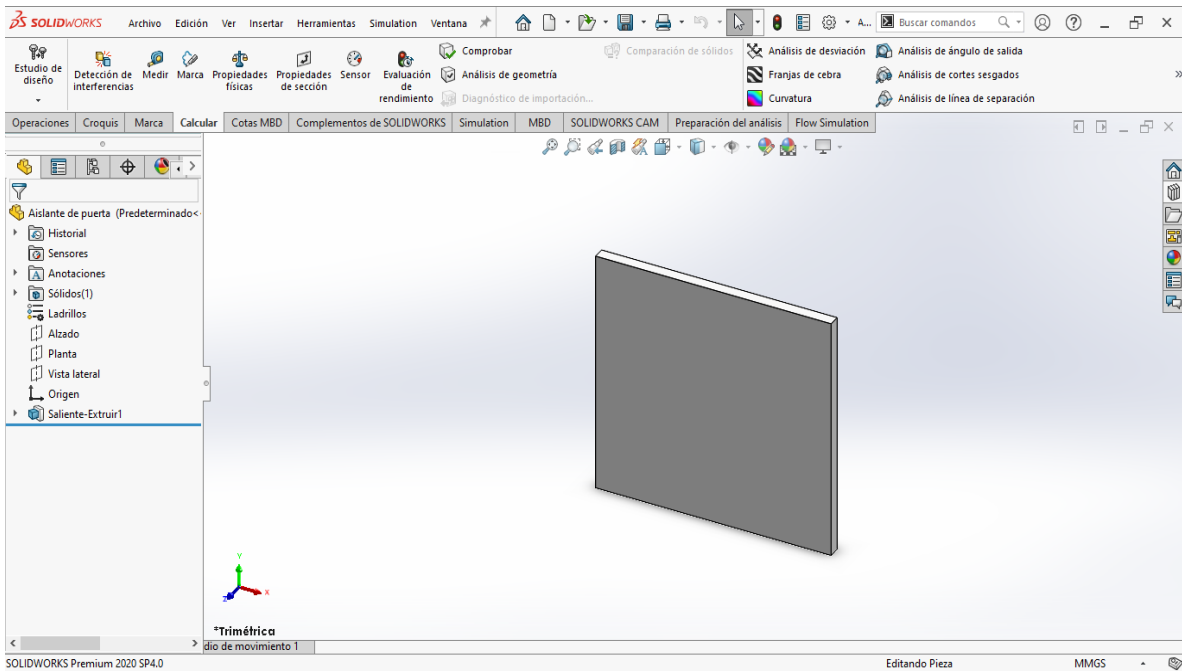 SOLIDWORKS Archivo Edición Ver Insertar Herramientas Simulation Ventana A... Buscar comandos
Estudio de diseño
Detección de interferencias
Medir
Marca
Propiedades físicas
Propiedades de sección
Sensor
Evaluación de rendimiento
Comprobar
Análisis de geometría
Diagnóstico de importación...
Comparación de sólidos
Análisis de desviación
Franjas de cebra
Curvatura
Análisis de ángulo de salida
Análisis de cortes sesgados
Análisis de línea de separación
Operaciones Croquis Marca Calcular Cotas MBD Complementos de SOLIDWORKS Simulation MBD SOLIDWORKS CAM Preparación del análisis Flow Simulation
Aislante de puerta (Predeterminado<
Historial
Sensores
Anotaciones
Sólidos(1)
Ladrillos
Alzado
Planta
Vista lateral
Origen
Saliente-Extruir1
Y
X
Z
*Trimétrica
dio de movimiento 1
SOLIDWORKS Premium 2020 SP4.0 Editando Pieza MMGS